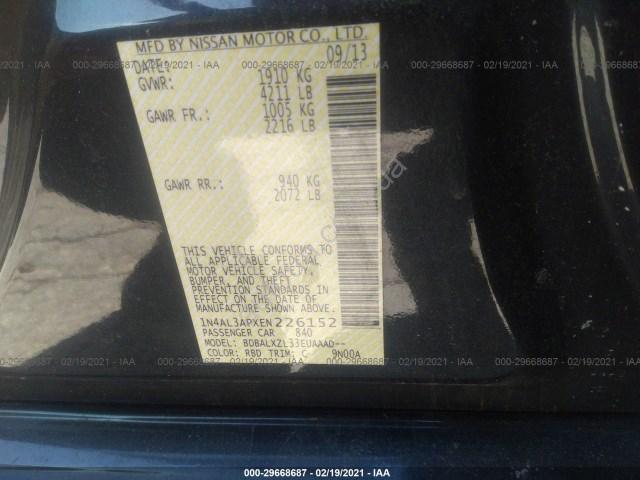 MFD BY NISSAN MOTOR CO., LTD.
DATE: 09/13
GVWR: 1910 KG
4211 LB
GAWR FR.: 1005 KG
2216 LB
GAWR RR.: 940 KG
2072 LB
THIS VEHICLE CONFORMS TO
ALL APPLICABLE FEDERAL
MOTOR VEHICLE SAFETY,
BUMPER, AND THEFT
PREVENTION STANDARDS IN
EFFECT ON THE DATE OF
MANUFACTURE SHOWN ABOVE.
1N4AL3APXEN226152
PASSENGER CAR 840
MODEL: BDBALXZL33EUAAAD--
COLOR: RBD TRIM: 9N00A
000-29668687 - 02/19/2021 - IAA